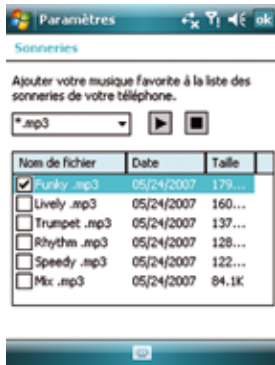 Paramètres ok
Sonneries
Ajouter votre musique favorite à la liste des
sonneries de votre téléphone.
*.mp3
Nom de fichier Date Taille
Funky .mp3 05/24/2007 179...
Lively .mp3 05/24/2007 160...
Trumpet .mp3 05/24/2007 137...
Rhythm .mp3 05/24/2007 128...
Speedy .mp3 05/24/2007 122...
Mix .mp3 05/24/2007 84.1K